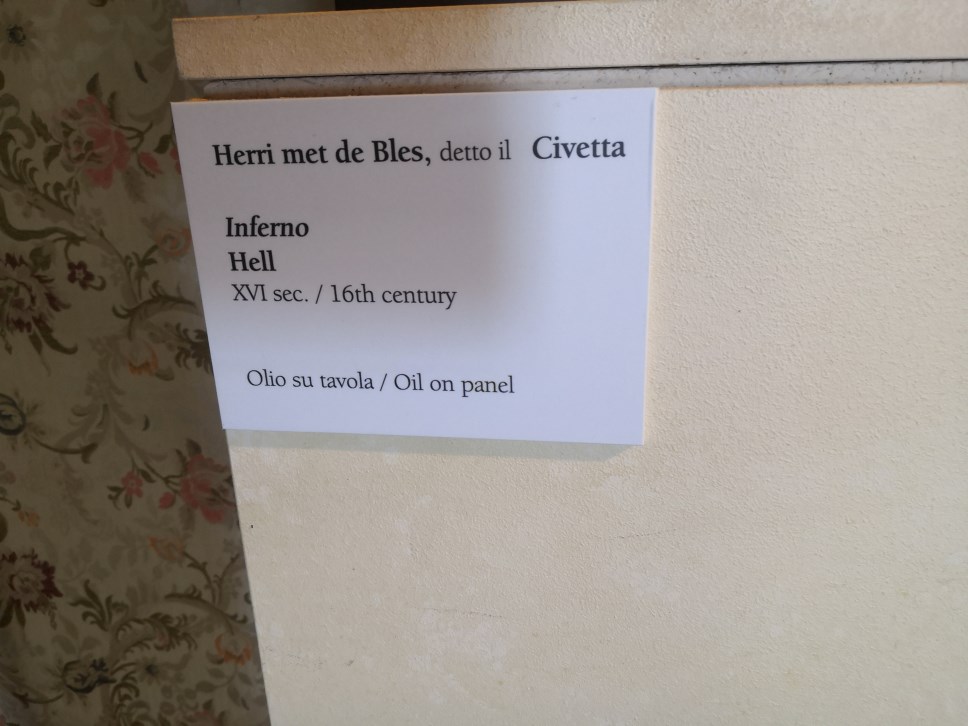 Herri met de Bles, detto il Civetta
Inferno
Hell
XVI sec. / 16th century
Olio su tavola / Oil on panel